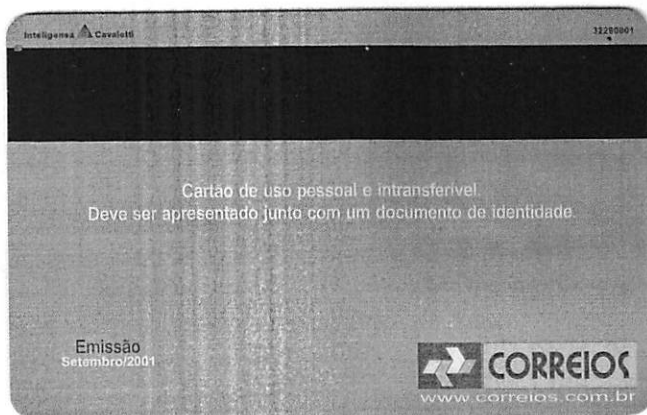 Inteligensa Cavaletti 32280001
Cartão de uso pessoal e intransferível.
Deve ser apresentado junto com um documento de identidade.
Emissão
Setembro/2001
CORREIOS
www.correios.com.br